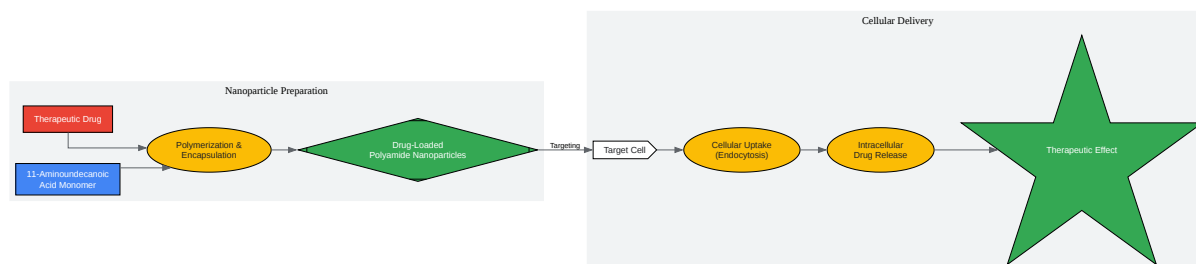 Cellular Delivery
Nanoparticle Preparation
Therapeutic Drug
11-Aminoundecanoic
Acid Monomer
Polymerization &
Encapsulation
Drug-Loaded
Polyamide Nanoparticles
Targeting
Target Cell
Cellular Uptake
(Endocytosis)
Intracellular
Drug Release
Therapeutic Effect